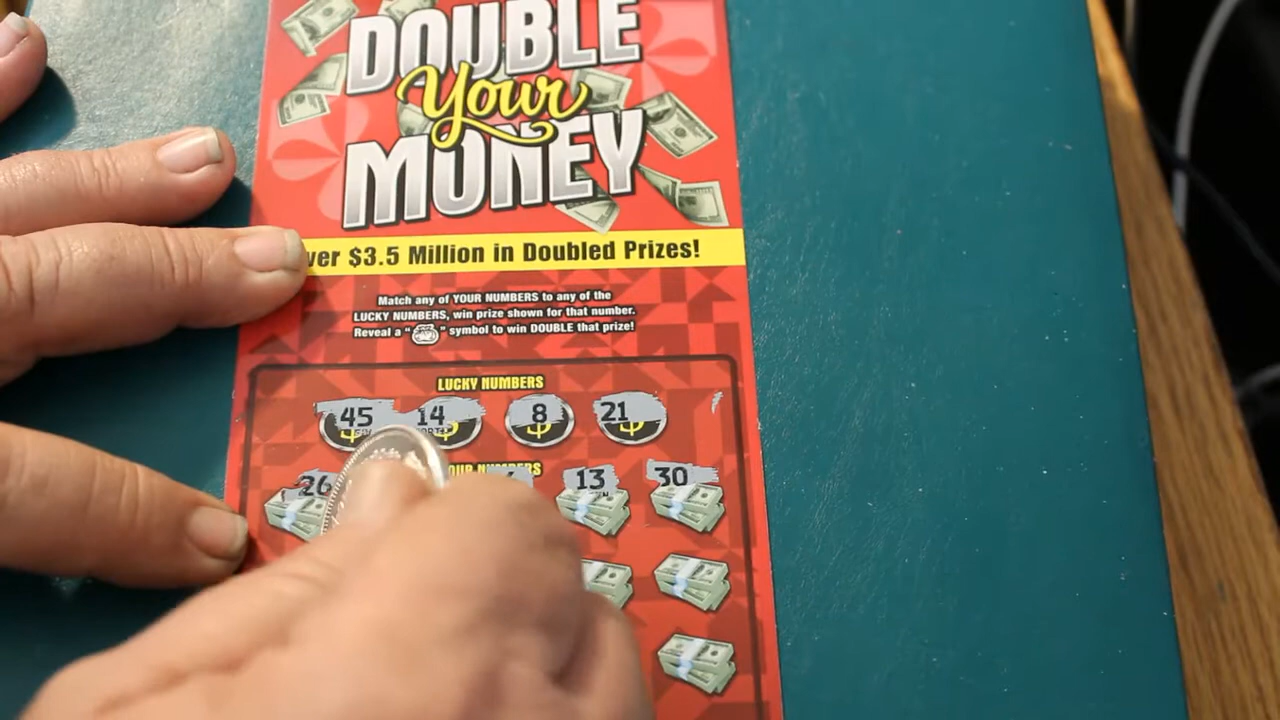 DOUBLE
Your
MONEY
ver $3.5 Million in Doubled Prizes!
Match any of YOUR NUMBERS to any of the
LUCKY NUMBERS, win prize shown for that number.
Reveal a " " symbol to win DOUBLE that prize!
LUCKY NUMBERS
45 14 8 21
OUR NUMBERS
26 13 30